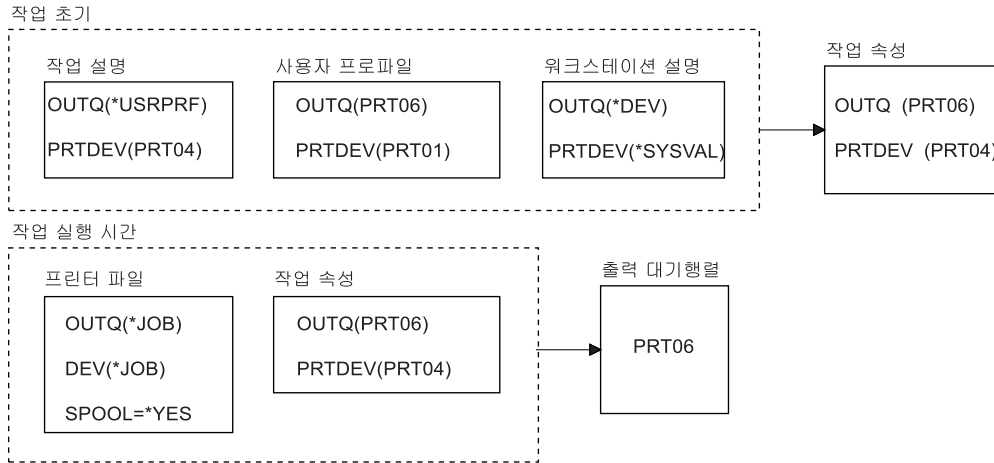 작업 초기
작업 설명
OUTQ(*USRPRF)
PRTDEV(PRT04)
사용자 프로파일
OUTQ(PRT06)
PRTDEV(PRT01)
워크스테이션 설명
OUTQ(*DEV)
PRTDEV(*SYSVAL)
작업 속성
OUTQ (PRT06)
PRTDEV (PRT04)
작업 실행 시간
프린터 파일
OUTQ(*JOB)
DEV(*JOB)
SPOOL=*YES
작업 속성
OUTQ(PRT06)
PRTDEV(PRT04)
출력 대기행렬
PRT06